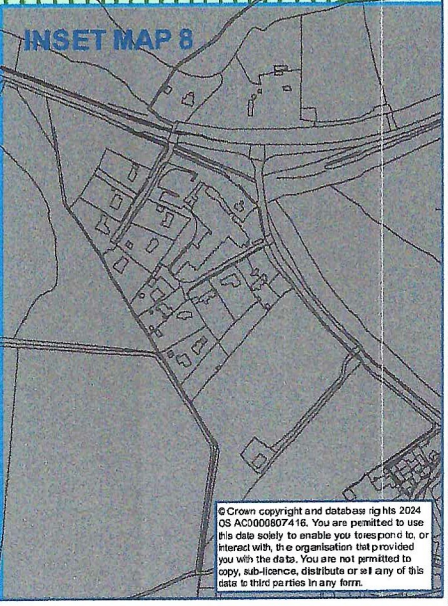 INSET MAP 8
© Crown copyright and database rights 2024
OS AC0000807416. You are permitted to use
this data solely to enable you to respond to, or
interact with, the organisation that provided
you with the data. You are not permitted to
copy, sub-licence, distribute or sell any of this
data to third parties in any form.